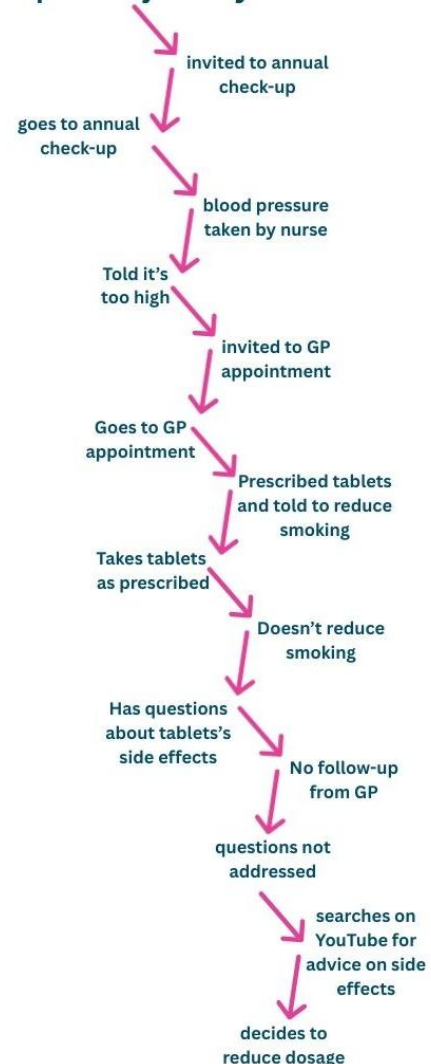 invited to annual
check-up
goes to annual
check-up
blood pressure
taken by nurse
Told it's
too high
invited to GP
appointment
Goes to GP
appointment
Prescribed tablets
and told to reduce
smoking
Takes tablets
as prescribed
Doesn't reduce
smoking
Has questions
about tablets's
side effects
No follow-up
from GP
questions not
addressed
searches on
YouTube for
advice on side
effects
decides to
reduce dosage